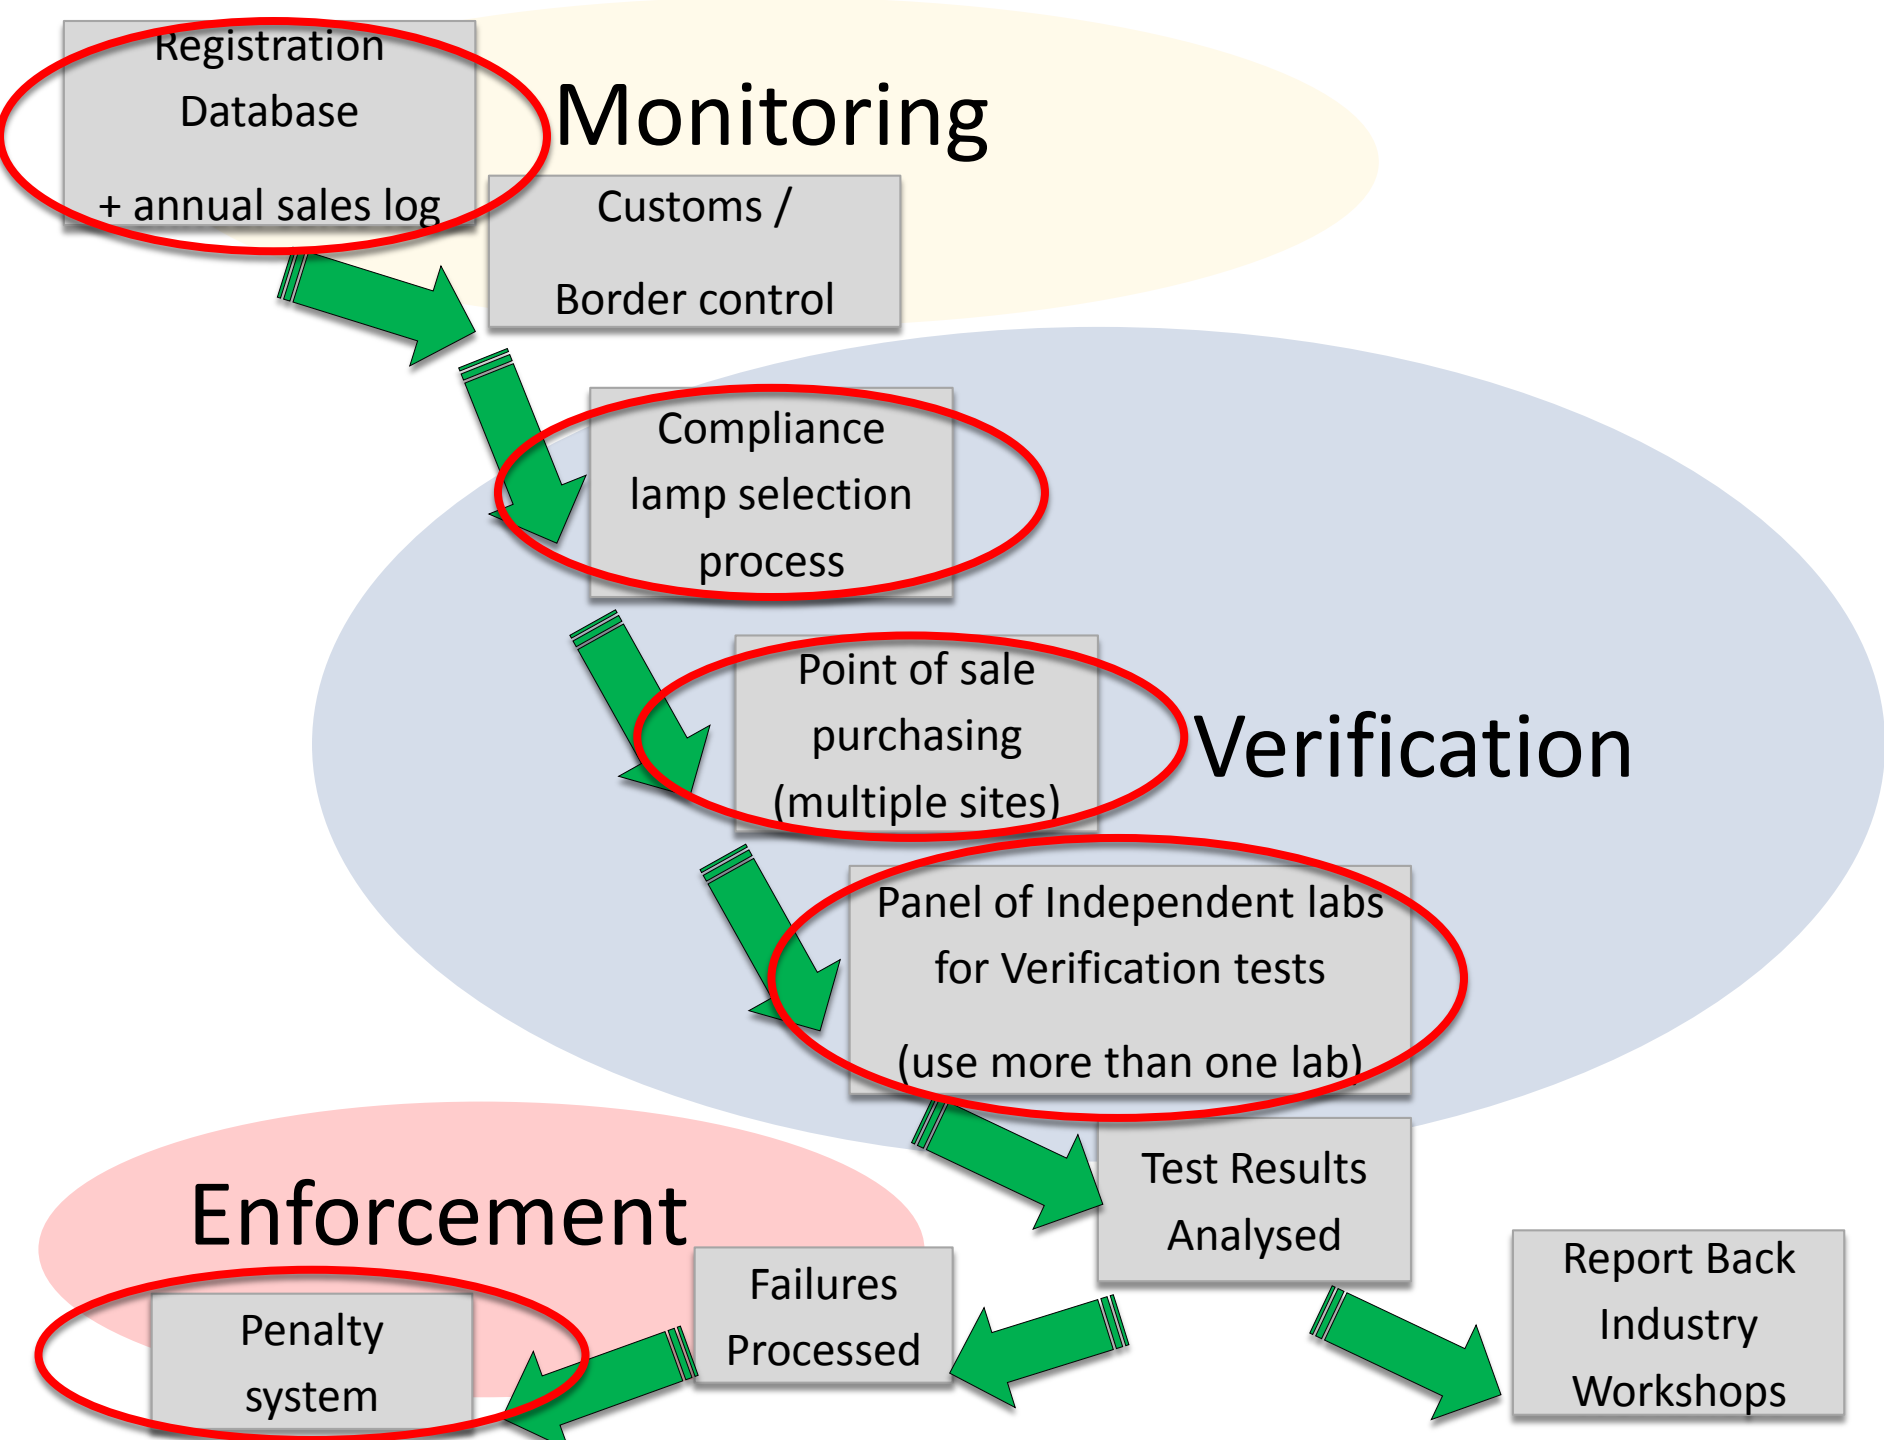 Registration
Database
+ annual sales log
Monitoring
Customs /
Border control
Compliance
lamp selection
process
Point of sale
purchasing
(multiple sites)
Verification
Panel of Independent labs
for Verification tests
(use more than one lab)
Test Results
Analysed
Enforcement
Failures
Processed
Penalty
system
Report Back
Industry
Workshops